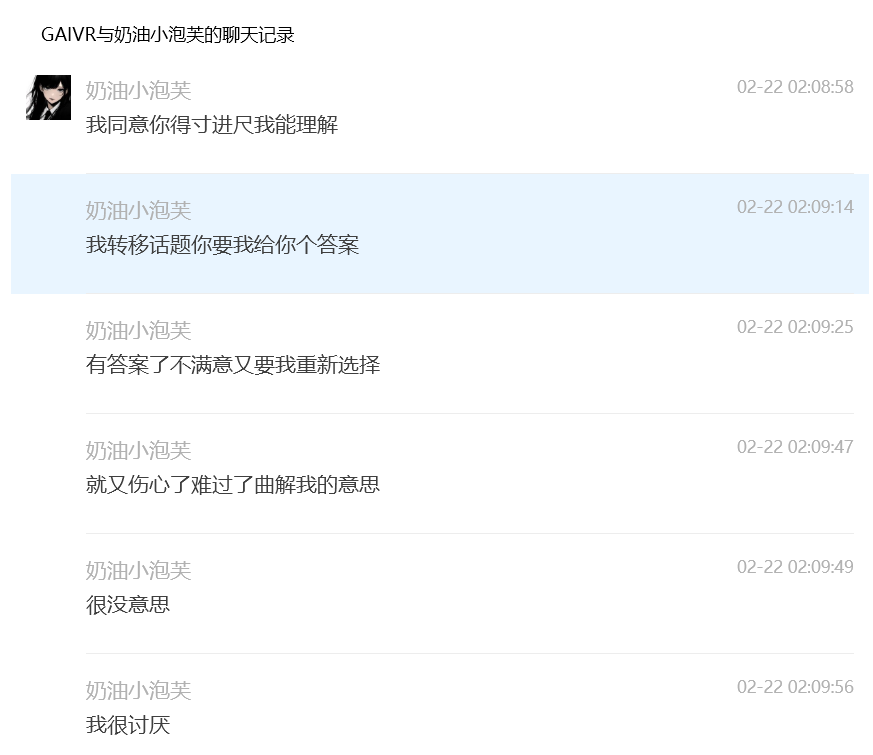 GAIVR与奶油小泡芙的聊天记录
奶油小泡芙 02-22 02:08:58
我同意你得寸进尺我能理解
奶油小泡芙 02-22 02:09:14
我转移话题你要我给你个答案
奶油小泡芙 02-22 02:09:25
有答案了不满意又要我重新选择
奶油小泡芙 02-22 02:09:47
就又伤心了难过了曲解我的意思
奶油小泡芙 02-22 02:09:49
很没意思
奶油小泡芙 02-22 02:09:56
我很讨厌